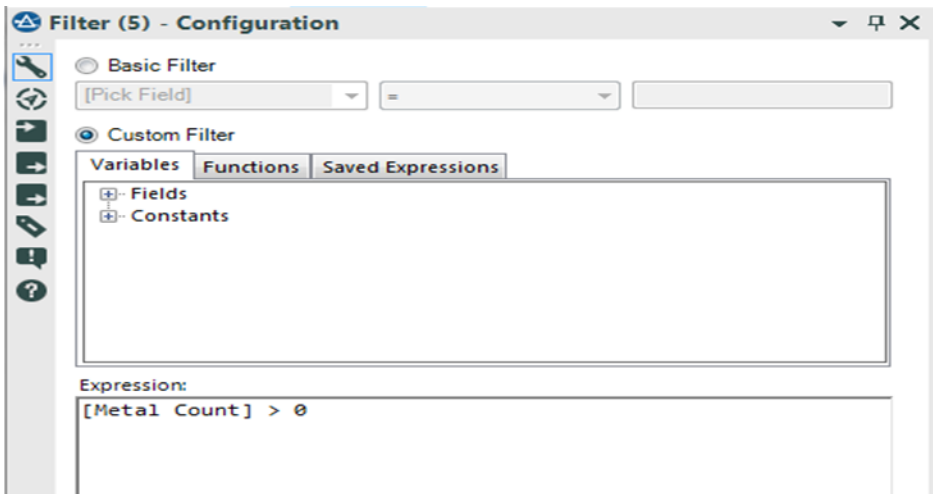 Filter (5) - Configuration
Basic Filter
[Pick Field] =
Custom Filter
Variables Functions Saved Expressions
Fields
Constants
Expression:
[Metal Count] > 0